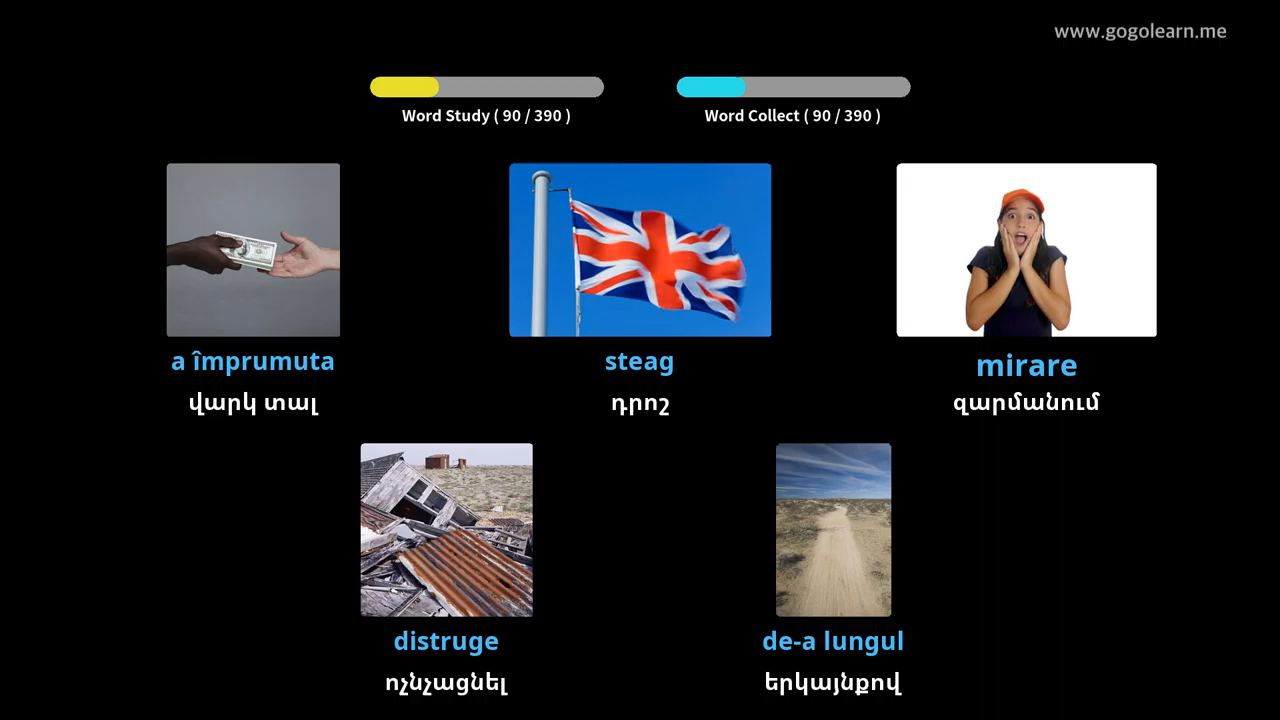 www.gogolearn.me
Word Study ( 90 / 390 )
Word Collect ( 90 / 390 )
a împrumuta
վարկ տալ
steag
դրոշ
mirare
զարմանում
distruge
ոչնչացնել
de-a lungul
երկայնքով